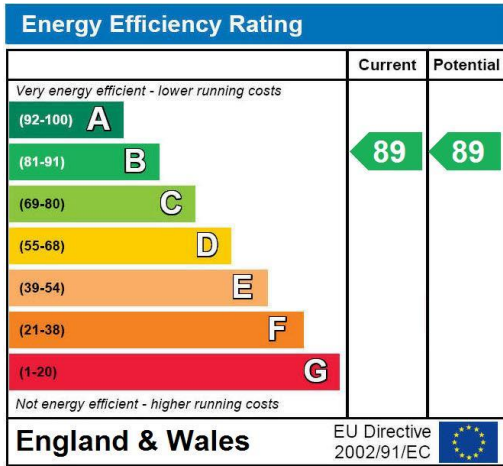 Energy Efficiency Rating
Current Potential
Very energy efficient - lower running costs
(92-100) A
(81-91) B 89 89
(69-80) C
(55-68) D
(39-54) E
(21-38) F
(1-20) G
Not energy efficient - higher running costs
England & Wales EU Directive
2002/91/EC